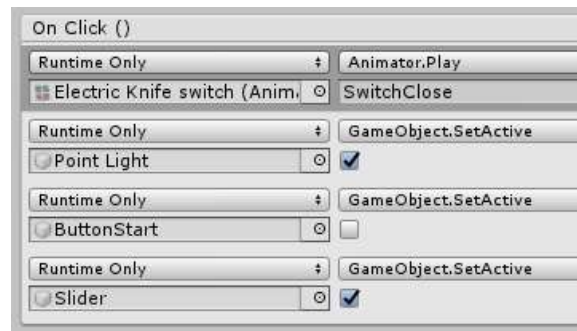 On Click ()
Runtime Only Animator.Play
Electric Knife switch (Anim. SwitchClose
Runtime Only GameObject.SetActive
Point Light
Runtime Only GameObject.SetActive
ButtonStart
Runtime Only GameObject.SetActive
Slider